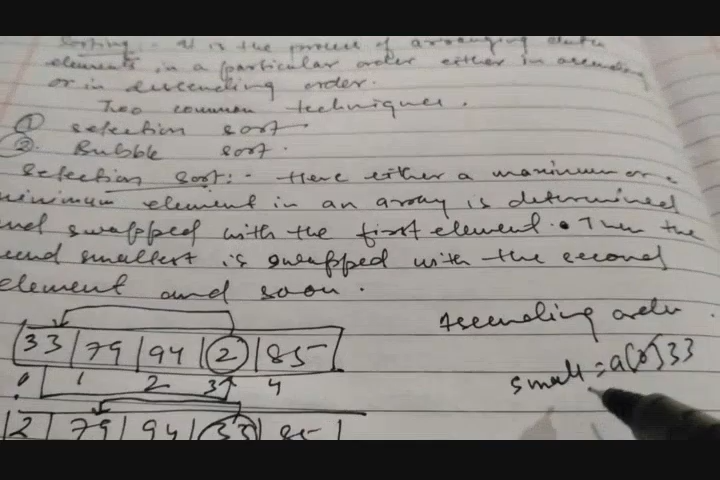 Sorting :- It is the process of arranging data
elements in a particular order either in ascending
or in descending order.
Two common techniques.
① selection sort
② Bubble sort.
Selection sort:- Here either a maximum or
minimum element in an array is determined
and swapped with the first element. Then the
second smallest is swapped with the second
element and soon.
Ascending order.
33 | 79 | 94 | 2 | 85
0 1 2 3 4
small = a[0] 33
2 | 79 | 94 | 33 | 85